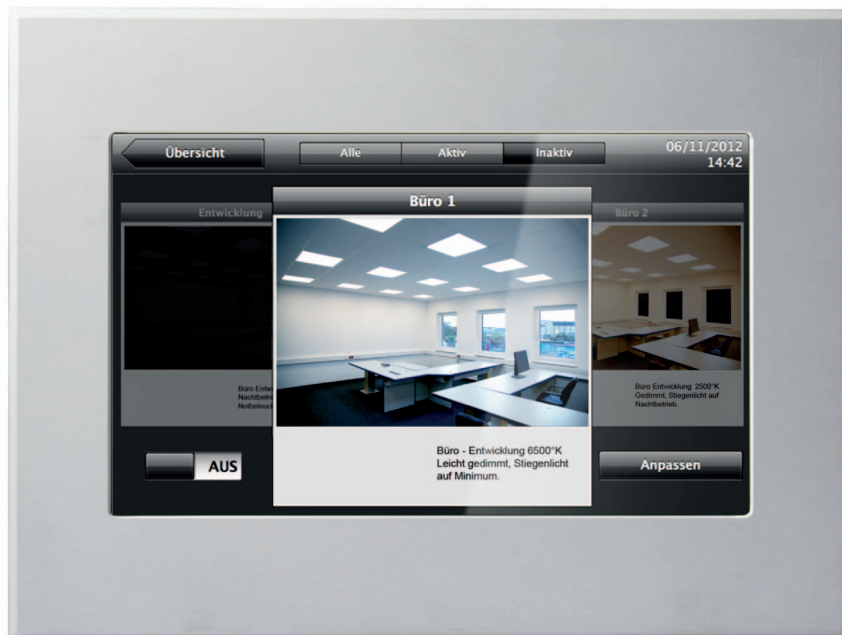 Übersicht
Alle
Aktiv
Inaktiv
06/11/2012
14:42
Entwicklung
Büro 1
Büro 2
Büro
Büro - Entwicklung 6500°K
Leicht gedimmt, Stiegenlicht
auf Minimum.
Büro Entwicklung 2500°K
Gedimmt, Stiegenlicht auf
Nachtbetrieb.
AUS
Anpassen